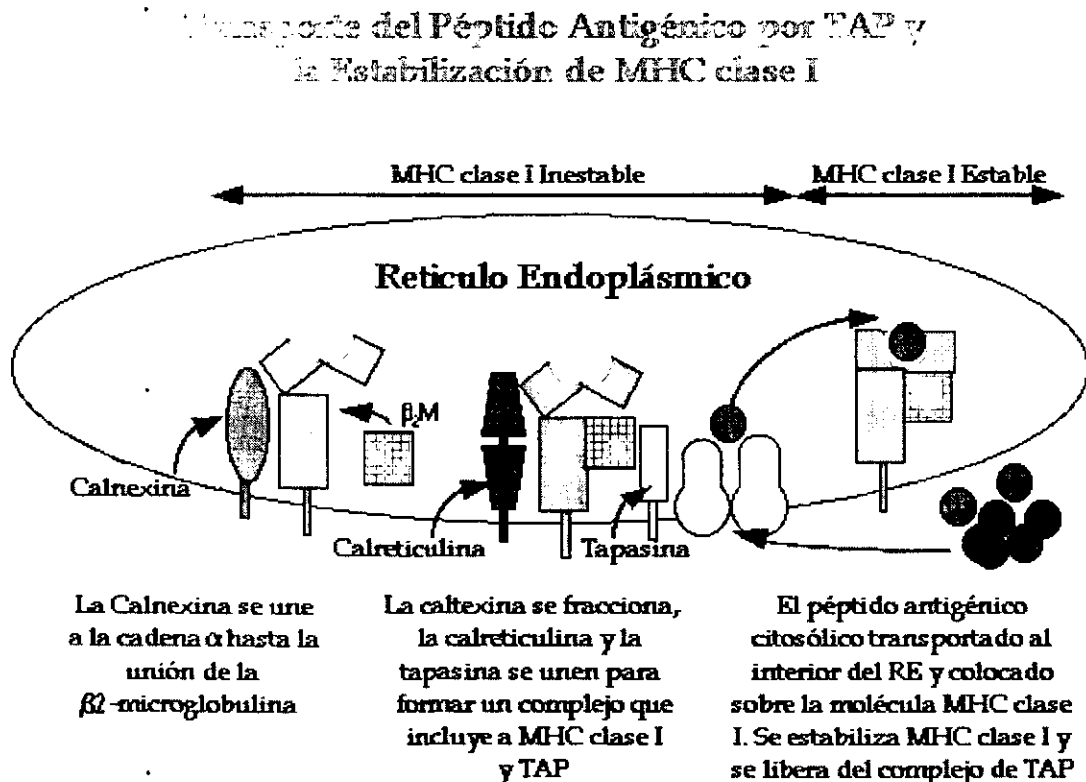 Transporte del Péptido Antigénico por TAP y
la Estabilización de MHC clase I
MHC clase I Inestable
MHC clase I Estable
Reticulo Endoplásmico
β₂M
Calnexina
Calreticulina
Tapasina
La Calnexina se une
a la cadena α hasta la
unión de la
β2-microglobulina
La caltexina se fracciona,
la calreticulina y la
tapasina se unen para
formar un complejo que
incluye a MHC clase I
y TAP
El péptido antigénico
citosólico transportado al
interior del RE y colocado
sobre la molécula MHC clase
I. Se estabiliza MHC clase I y
se libera del complejo de TAP